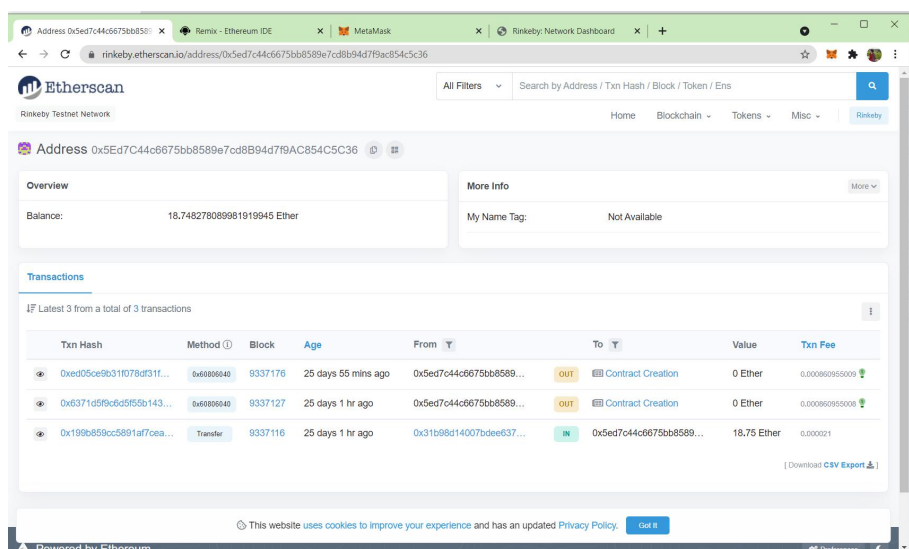 Address 0x5ed7c44c6675bb8589
Remix - Ethereum IDE
MetaMask
Rinkeby: Network Dashboard
rinkeby.etherscan.io/address/0x5ed7c44c6675bb8589e7cd8b94d7f9ac854c5c36
Etherscan
All Filters
Search by Address / Txn Hash / Block / Token / Ens
Rinkeby Testnet Network
Home Blockchain Tokens Misc Rinkeby
Address 0x5Ed7C44c6675bb8589e7cd8B94d7f9AC854C5C36
Overview
Balance: 18.748278089981919945 Ether
More Info More
My Name Tag: Not Available
Transactions
Latest 3 from a total of 3 transactions
Txn Hash Method Block Age From To Value Txn Fee
0xed05ce9b31f078df31f... 0x60806040 9337176 25 days 55 mins ago 0x5ed7c44c6675bb8589... OUT Contract Creation 0 Ether 0.000860955009
0x6371d5f9c6d5f55b143... 0x60806040 9337127 25 days 1 hr ago 0x5ed7c44c6675bb8589... OUT Contract Creation 0 Ether 0.000860955008
0x199b859cc5891af7cea... Transfer 9337116 25 days 1 hr ago 0x31b98d14007bdee637... IN 0x5ed7c44c6675bb8589... 18.75 Ether 0.000021
[ Download CSV Export ]
This website uses cookies to improve your experience and has an updated Privacy Policy. Got It
Powered by Ethereum
Preferences